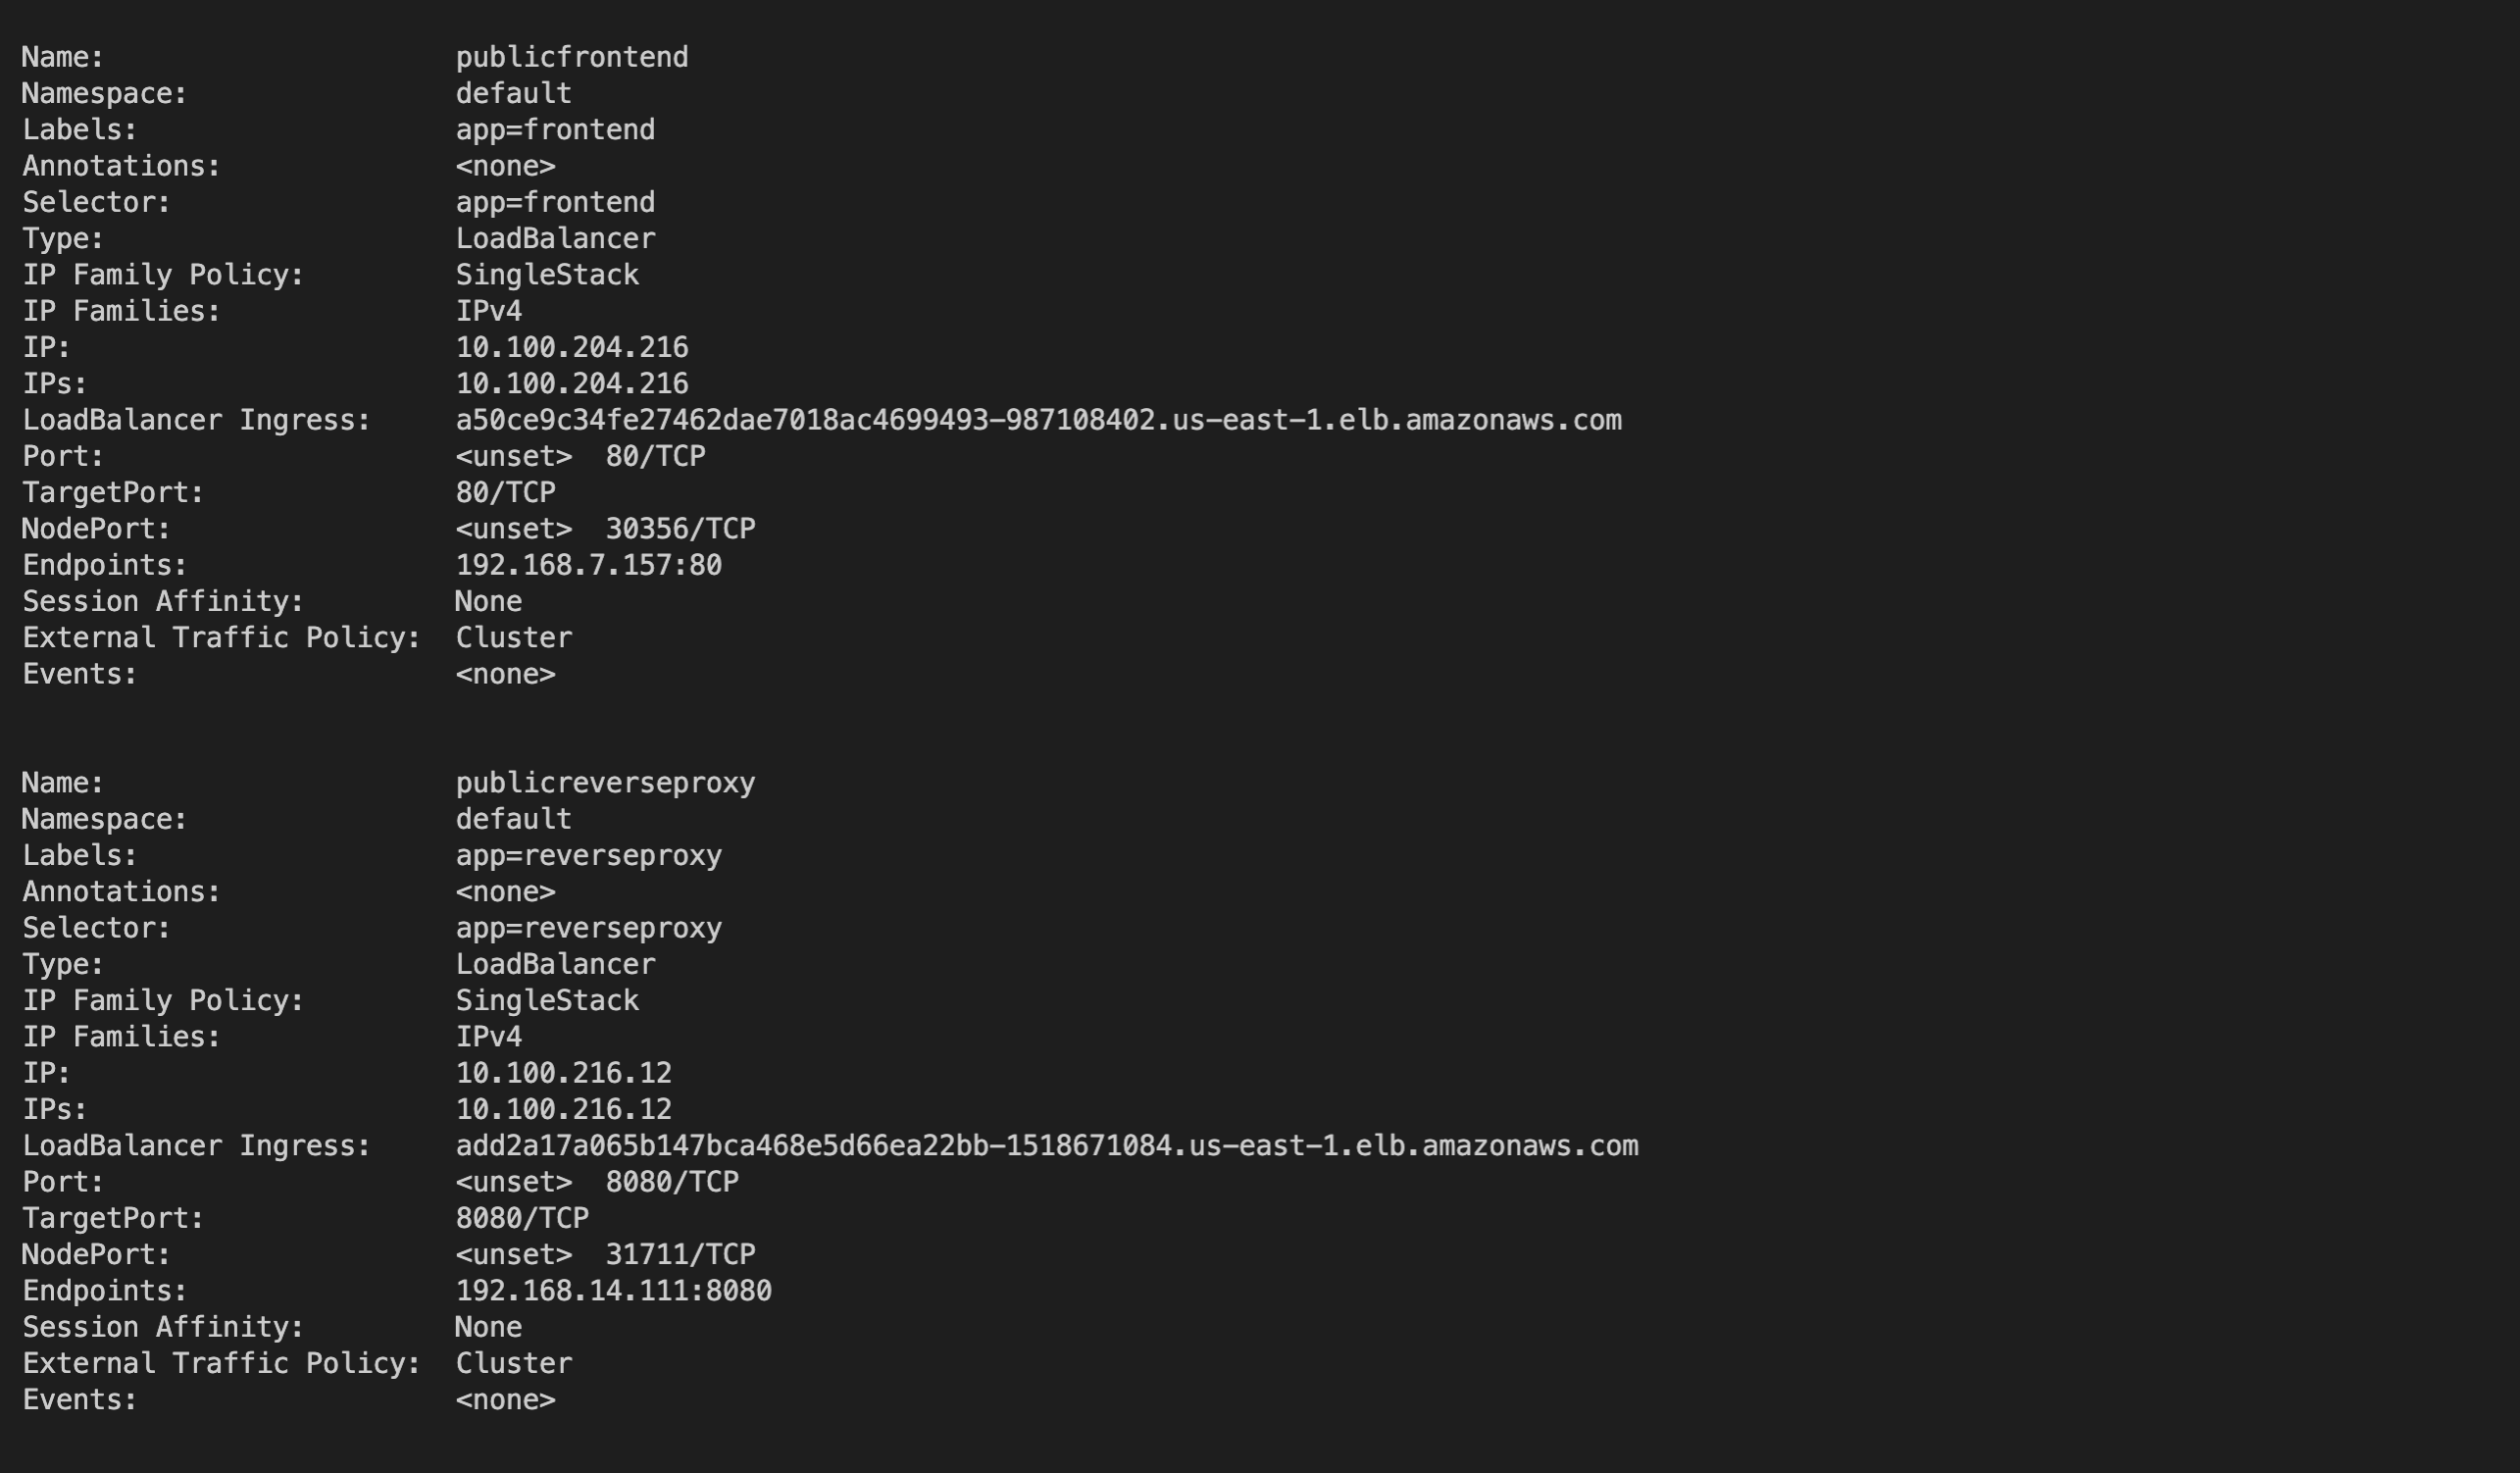 Name:                     publicfrontend
Namespace:                default
Labels:                   app=frontend
Annotations:              <none>
Selector:                 app=frontend
Type:                     LoadBalancer
IP Family Policy:         SingleStack
IP Families:              IPv4
IP:                       10.100.204.216
IPs:                      10.100.204.216
LoadBalancer Ingress:     a50ce9c34fe27462dae7018ac4699493-987108402.us-east-1.elb.amazonaws.com
Port:                     <unset>  80/TCP
TargetPort:               80/TCP
NodePort:                 <unset>  30356/TCP
Endpoints:                192.168.7.157:80
Session Affinity:         None
External Traffic Policy:  Cluster
Events:                   <none>
Name:                     publicreverseproxy
Namespace:                default
Labels:                   app=reverseproxy
Annotations:              <none>
Selector:                 app=reverseproxy
Type:                     LoadBalancer
IP Family Policy:         SingleStack
IP Families:              IPv4
IP:                       10.100.216.12
IPs:                      10.100.216.12
LoadBalancer Ingress:     add2a17a065b147bca468e5d66ea22bb-1518671084.us-east-1.elb.amazonaws.com
Port:                     <unset>  8080/TCP
TargetPort:               8080/TCP
NodePort:                 <unset>  31711/TCP
Endpoints:                192.168.14.111:8080
Session Affinity:         None
External Traffic Policy:  Cluster
Events:                   <none>